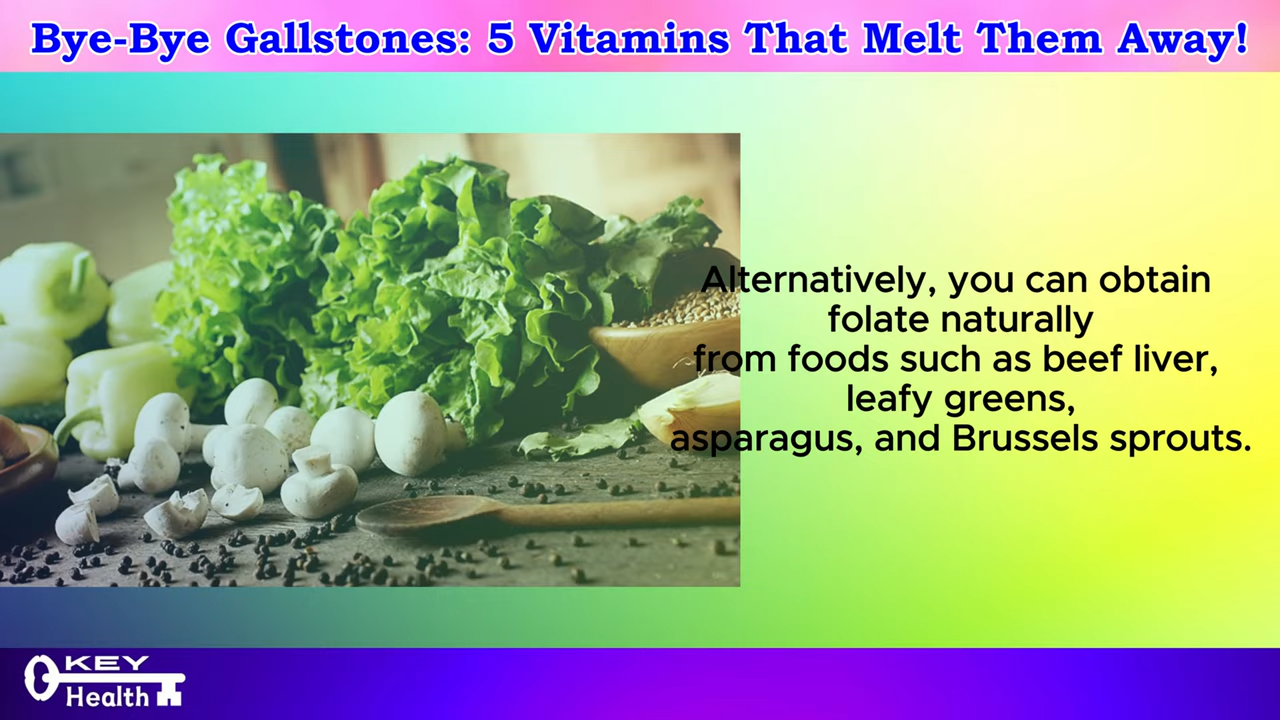 Bye-Bye Gallstones: 5 Vitamins That Melt Them Away!
Alternatively, you can obtain
folate naturally
from foods such as beef liver,
leafy greens,
asparagus, and Brussels sprouts.
KEY
Health